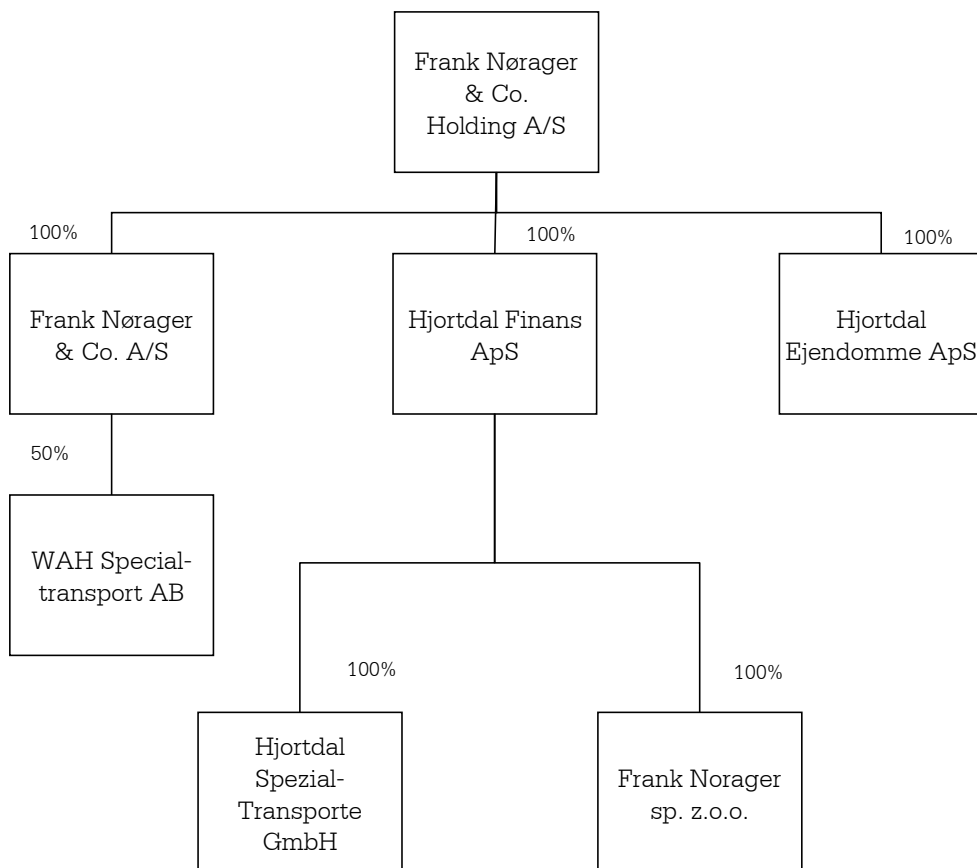 Frank Nørager
& Co.
Holding A/S
100%
100%
100%
Frank Nørager
& Co. A/S
Hjortdal Finans
ApS
Hjortdal
Ejendomme ApS
50%
WAH Special-
transport AB
100%
100%
Hjortdal
Spezial-
Transporte
GmbH
Frank Norager
sp. z.o.o.